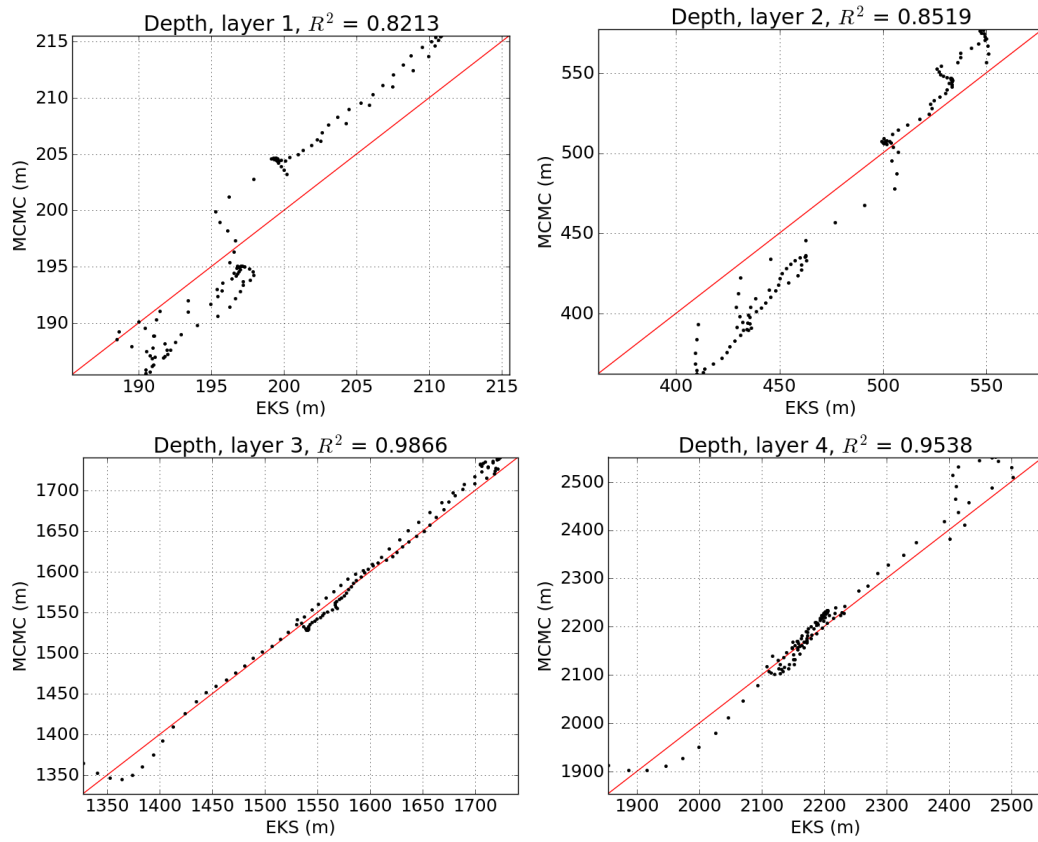 Depth, layer 1, R² = 0.8213
215
210
205
200
195
190
MCMC (m)
190 195 200 205 210 215
EKS (m)
Depth, layer 2, R² = 0.8519
550
500
450
400
MCMC (m)
400 450 500 550
EKS (m)
Depth, layer 3, R² = 0.9866
1700
1650
1600
1550
1500
1450
1400
1350
MCMC (m)
1400 1450 1500 1550 1600 1650 1700
EKS (m)
Depth, layer 4, R² = 0.9538
2500
2400
2300
2200
2100
2000
1900
MCMC (m)
1900 2000 2100 2200 2300 2400 2500
EKS (m)